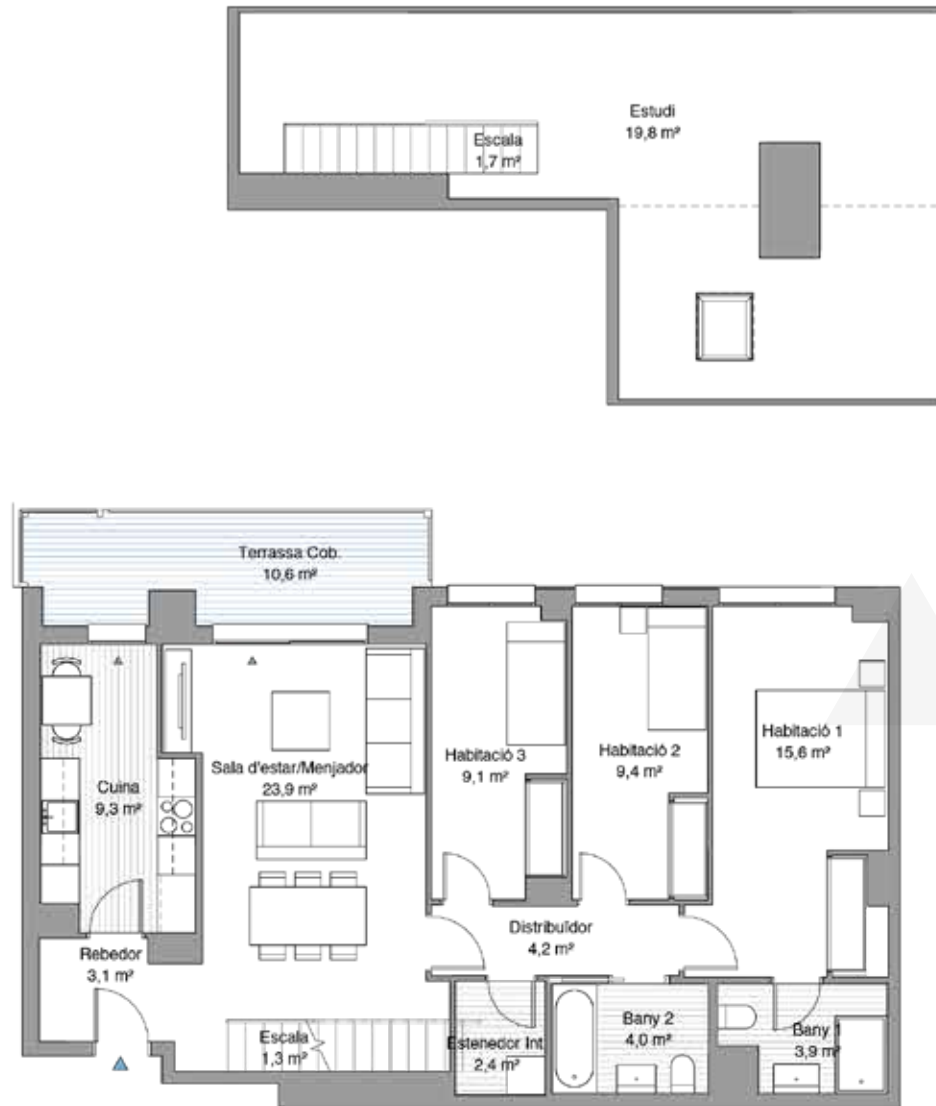 Estudi
19,8 m²
Escala
1,7 m²
Terrassa Cob.
10,6 m²
Habitació 1
15,6 m²
Habitació 2
9,4 m²
Habitació 3
9,1 m²
Sala d'estar/Menjador
23,9 m²
Cuina
9,3 m²
Distribuïdor
4,2 m²
Rebedor
3,1 m²
Escala
1,3 m²
Estenedor Int.
2,4 m²
Bany 2
4,0 m²
Bany 1
3,9 m²